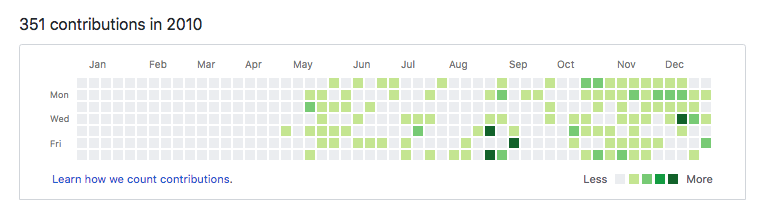 351 contributions in 2010
Jan Feb Mar Apr May Jun Jul Aug Sep Oct Nov Dec
Mon
Wed
Fri
Learn how we count contributions. Less More